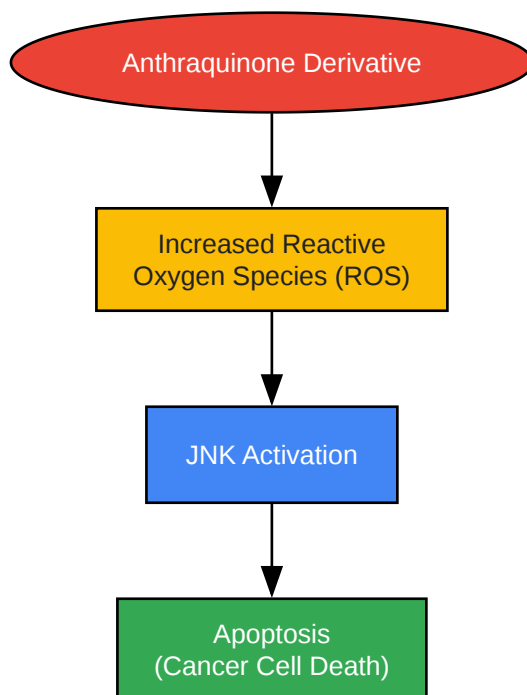 Anthraquinone Derivative
Increased Reactive
Oxygen Species (ROS)
JNK Activation
Apoptosis
(Cancer Cell Death)